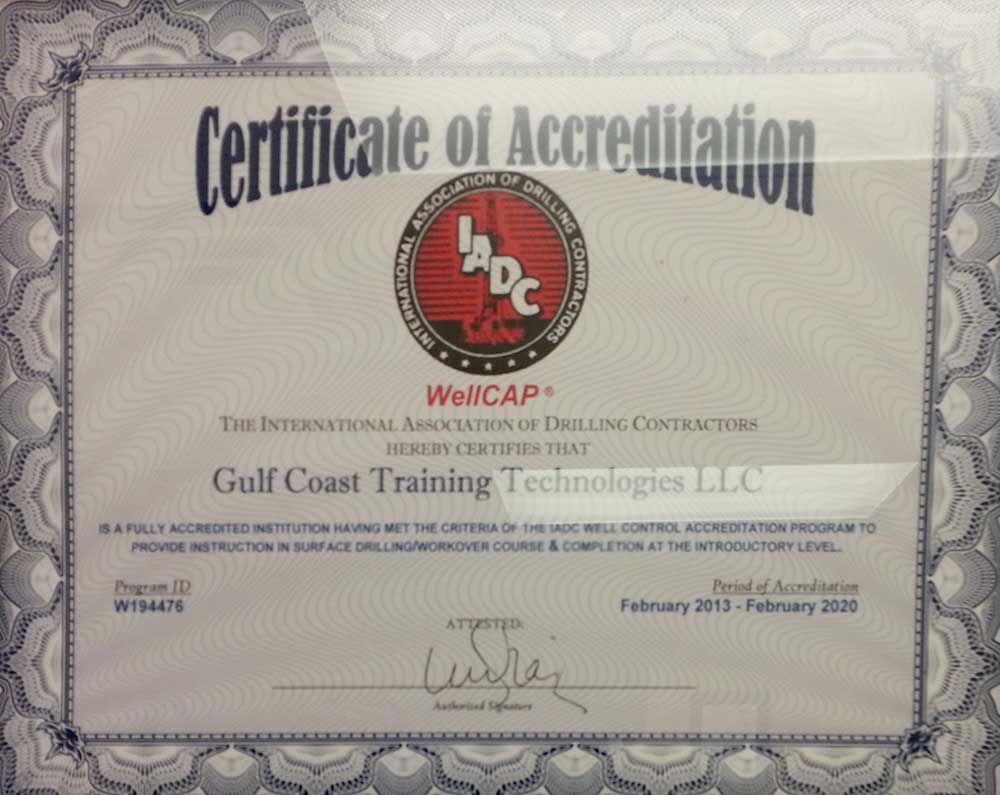 Certificate of Accreditation
INTERNATIONAL ASSOCIATION OF DRILLING CONTRACTORS
IADC
WellCAP®
THE INTERNATIONAL ASSOCIATION OF DRILLING CONTRACTORS
HEREBY CERTIFIES THAT
Gulf Coast Training Technologies LLC
IS A FULLY ACCREDITED INSTITUTION HAVING MET THE CRITERIA OF THE IADC WELL CONTROL ACCREDITATION PROGRAM TO
PROVIDE INSTRUCTION IN SURFACE DRILLING/WORKOVER COURSE & COMPLETION AT THE INTRODUCTORY LEVEL.
Program ID
W194476
Period of Accreditation
February 2013 - February 2020
ATTESTED:
Authorized Signature